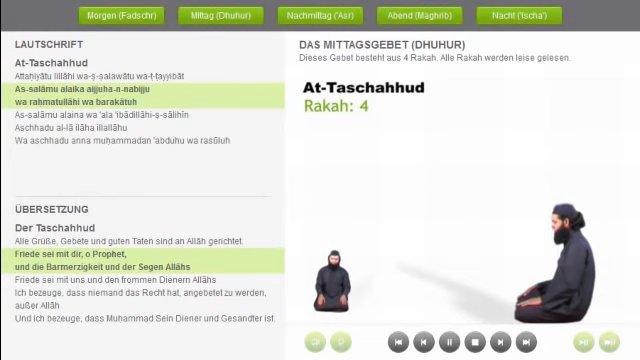 Morgen (Fadschr)
Mittag (Dhuhur)
Nachmittag ('Asr)
Abend (Maghrib)
Nacht ('Ischa')
LAUTSCHRIFT
At-Taschahhud
Attaḥiyātu lillāhi wa-ṣ-ṣalawātu wa-ṭ-ṭayyibāt
As-salāmu alaika aijjuha-n-nabijju
wa raḥmatullāhi wa barakātuh
As-salāmu alaina wa 'ala 'ibādillāhi-ṣ-ṣālihīn
Aschhadu al-lā ilāha illallāhu
Wa aschhadu anna muḥammadan 'abduhu wa rasūluh
ÜBERSETZUNG
Der Taschahhud
Alle Grüße, Gebete und guten Taten sind an Allāh gerichtet.
Friede sei mit dir, o Prophet,
und die Barmerzigkeit und der Segen Allāhs
Friede sei mit uns und den frommen Dienern Allāhs
Ich bezeuge, dass niemand das Recht hat, angebetet zu werden,
außer Allāh
Und ich bezeuge, dass Muḥammad Sein Diener und Gesandter ist.
DAS MITTAGSGEBET (DHUHUR)
Dieses Gebet besteht aus 4 Rakah. Alle Rakah werden leise gelesen.
At-Taschahhud
Rakah: 4